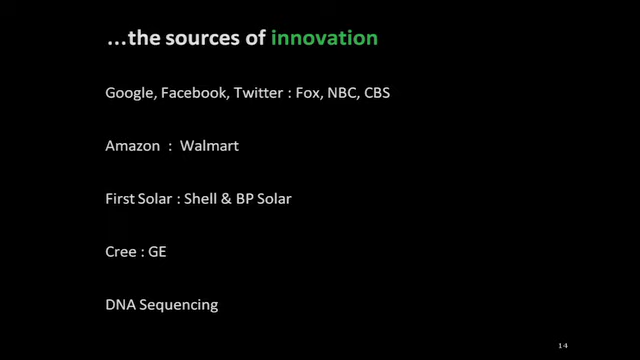 ...the sources of innovation
Google, Facebook, Twitter : Fox, NBC, CBS
Amazon : Walmart
First Solar : Shell & BP Solar
Cree : GE
DNA Sequencing
14